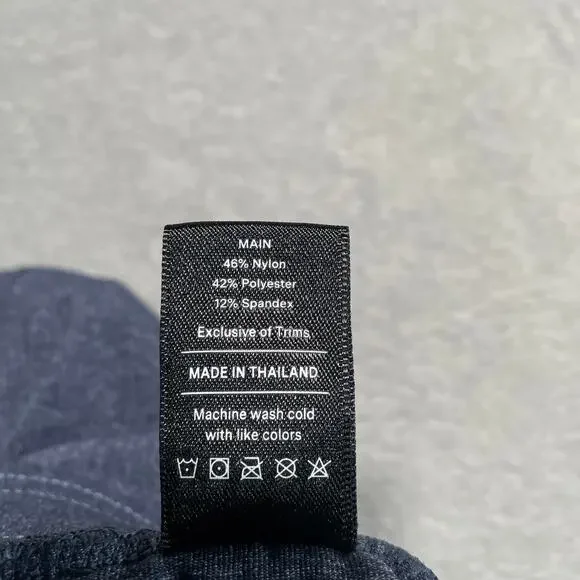 MAIN
46% Nylon
42% Polyester
12% Spandex
Exclusive of Trims
MADE IN THAILAND
Machine wash cold
with like colors